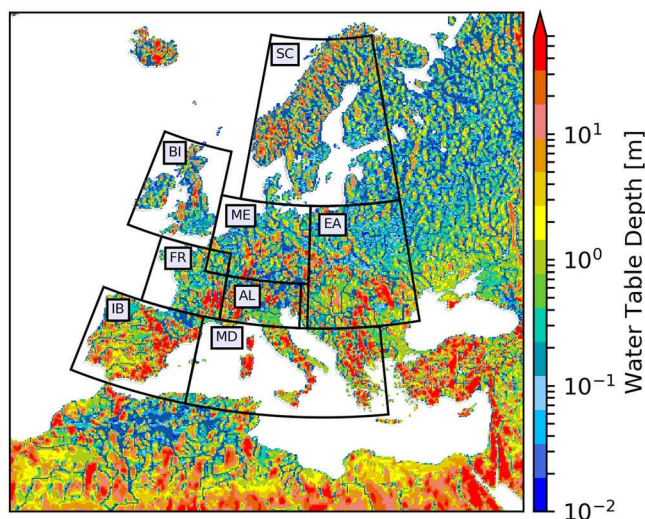 SC
BI
ME
EA
FR
AL
IB
MD
10¹
10⁰
10⁻¹
10⁻²
Water Table Depth [m]